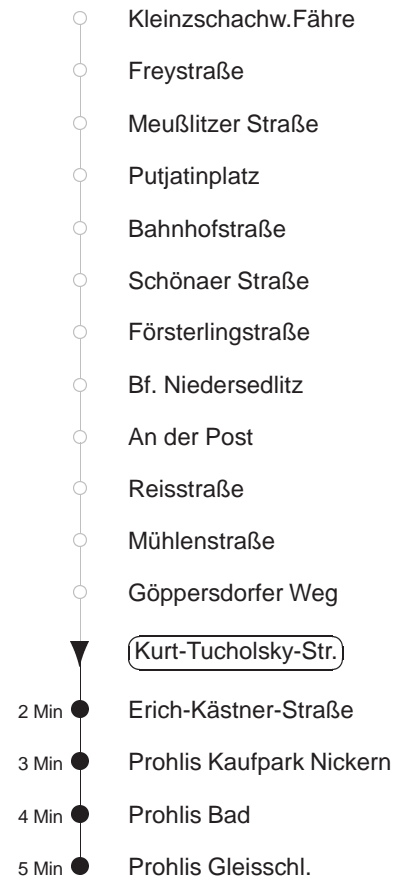 Kleinzschachw.Fähre
Freystraße
Meußlitzer Straße
Putjatinplatz
Bahnhofstraße
Schönaer Straße
Försterlingstraße
Bf. Niedersedlitz
An der Post
Reisstraße
Mühlenstraße
Göppersdorfer Weg
Kurt-Tucholsky-Str.
2 Min Erich-Kästner-Straße
3 Min Prohlis Kaufpark Nickern
4 Min Prohlis Bad
5 Min Prohlis Gleisschl.